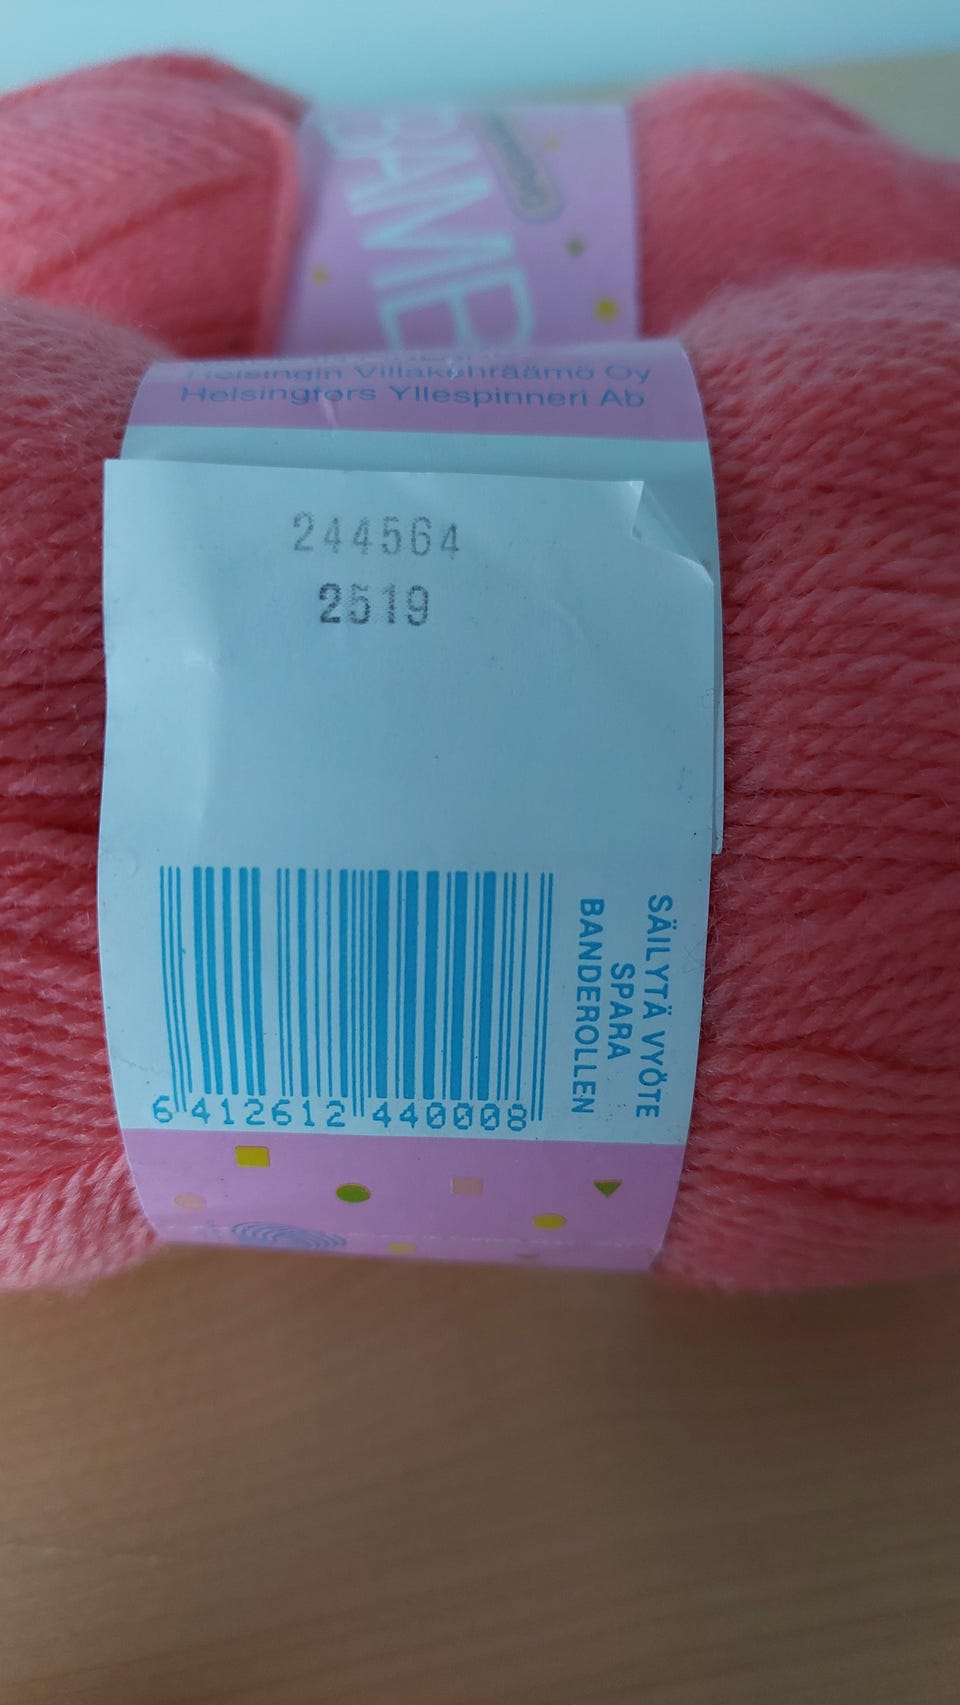 Helsingin Villakehräämö Oy
Helsingfors Yllespinneri Ab
244564
2519
SÄILYTÄ VYÖTE
SPARA
BANDEROLLEN
6 412612 440008